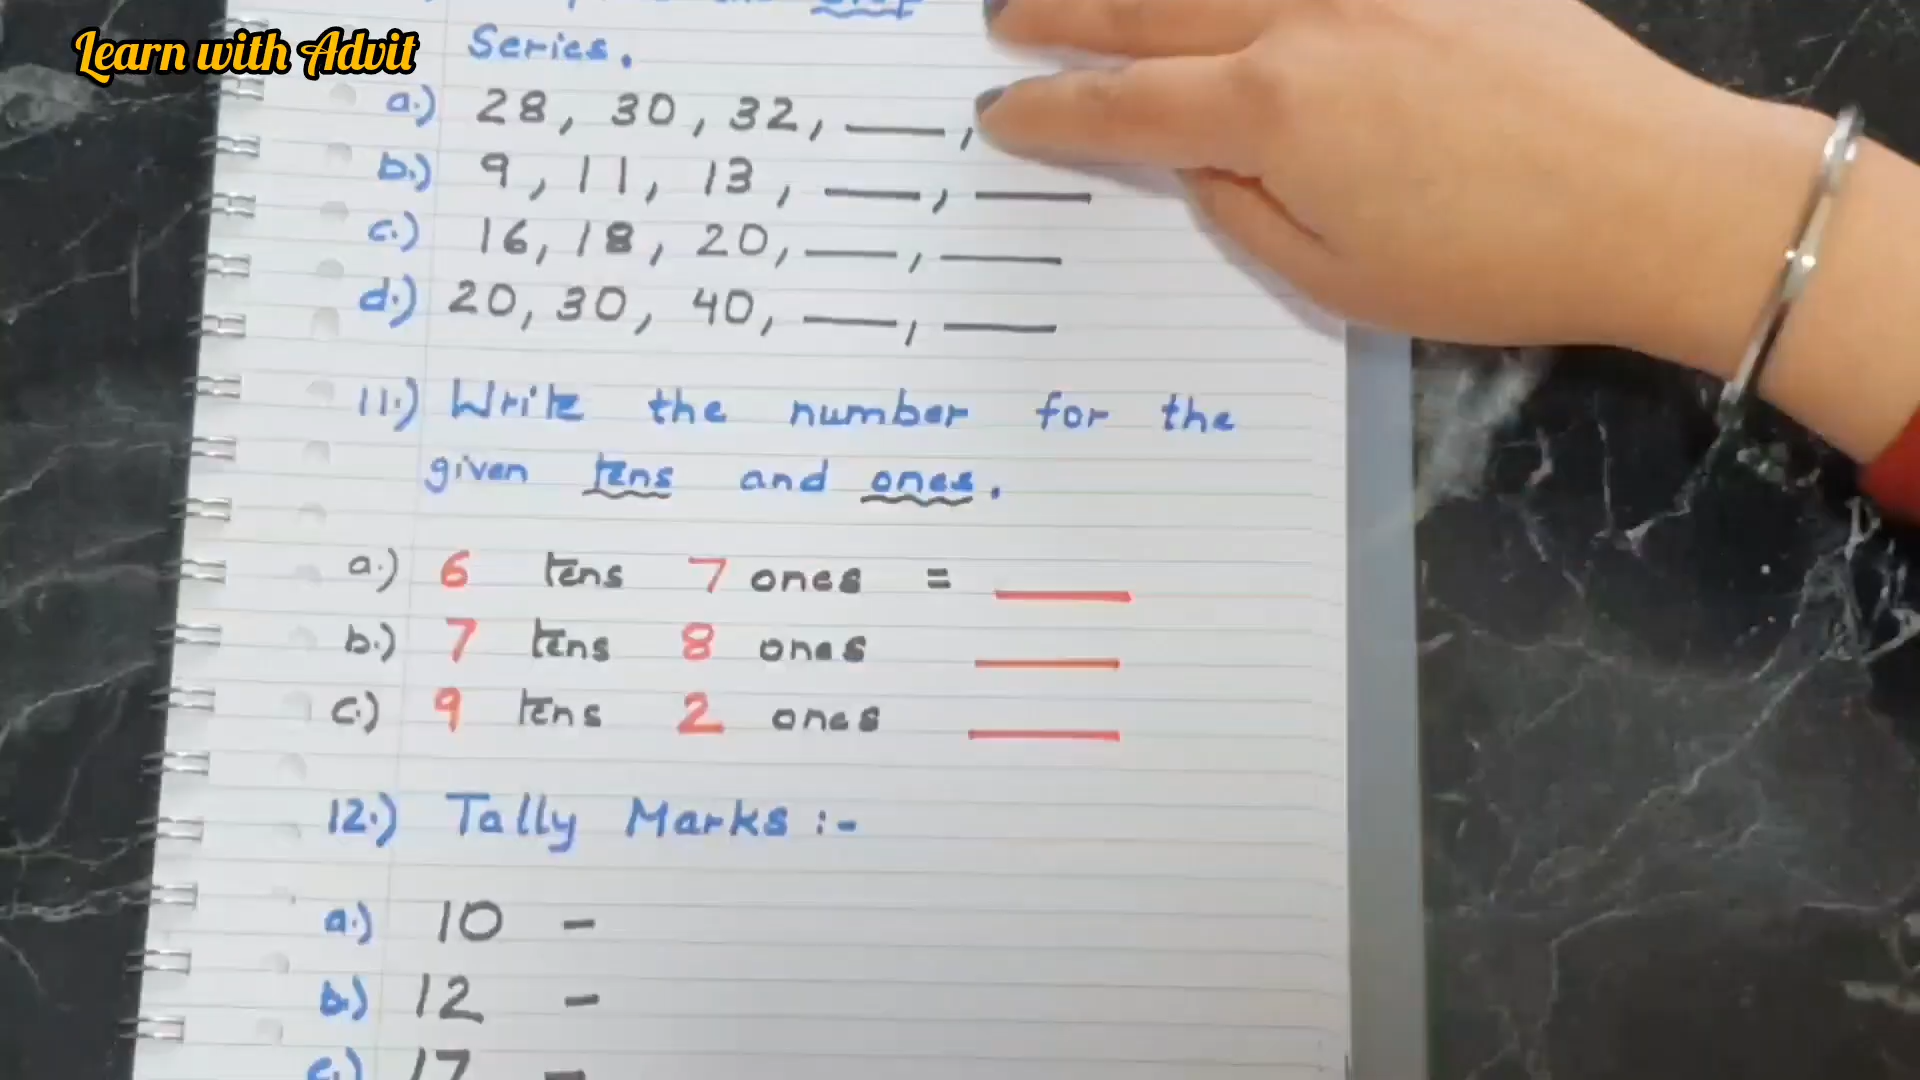 Learn with Advit
Series.
a.) 28, 30, 32, ___,
b.) 9, 11, 13, ___, ___
c.) 16, 18, 20, ___, ___
d.) 20, 30, 40, ___, ___
11.) Write the number for the
given tens and ones.
a.) 6 tens 7 ones = ___
b.) 7 tens 8 ones ___
c.) 9 tens 2 ones ___
12.) Tally Marks :-
a.) 10 -
b.) 12 -
c.) 17 -